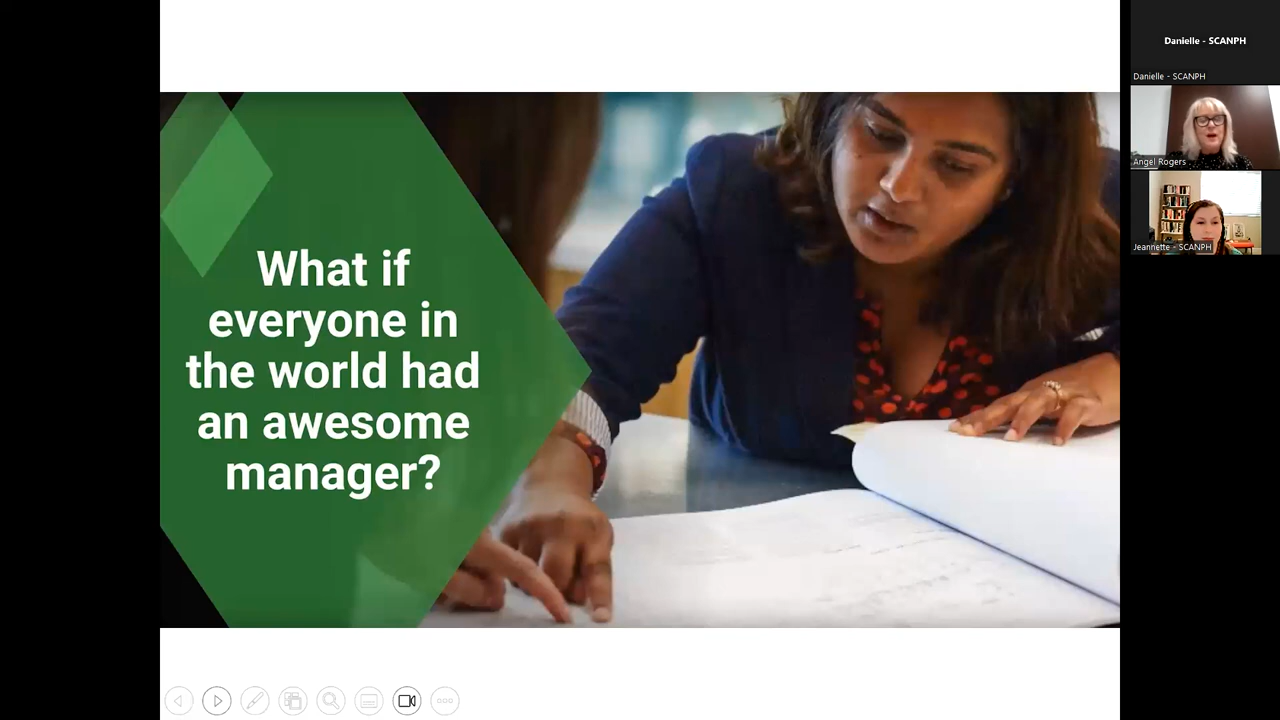 What if
everyone in
the world had
an awesome
manager?
Danielle - SCANPH
Danielle - SCANPH
Angel Rogers
Jeannette - SCANPH